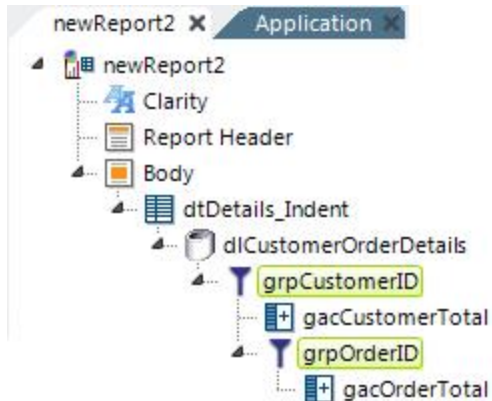 newReport2 Application
newReport2
Clarity
Report Header
Body
dtDetails_Indent
dlCustomerOrderDetails
grpCustomerID
gacCustomerTotal
grpOrderID
gacOrderTotal